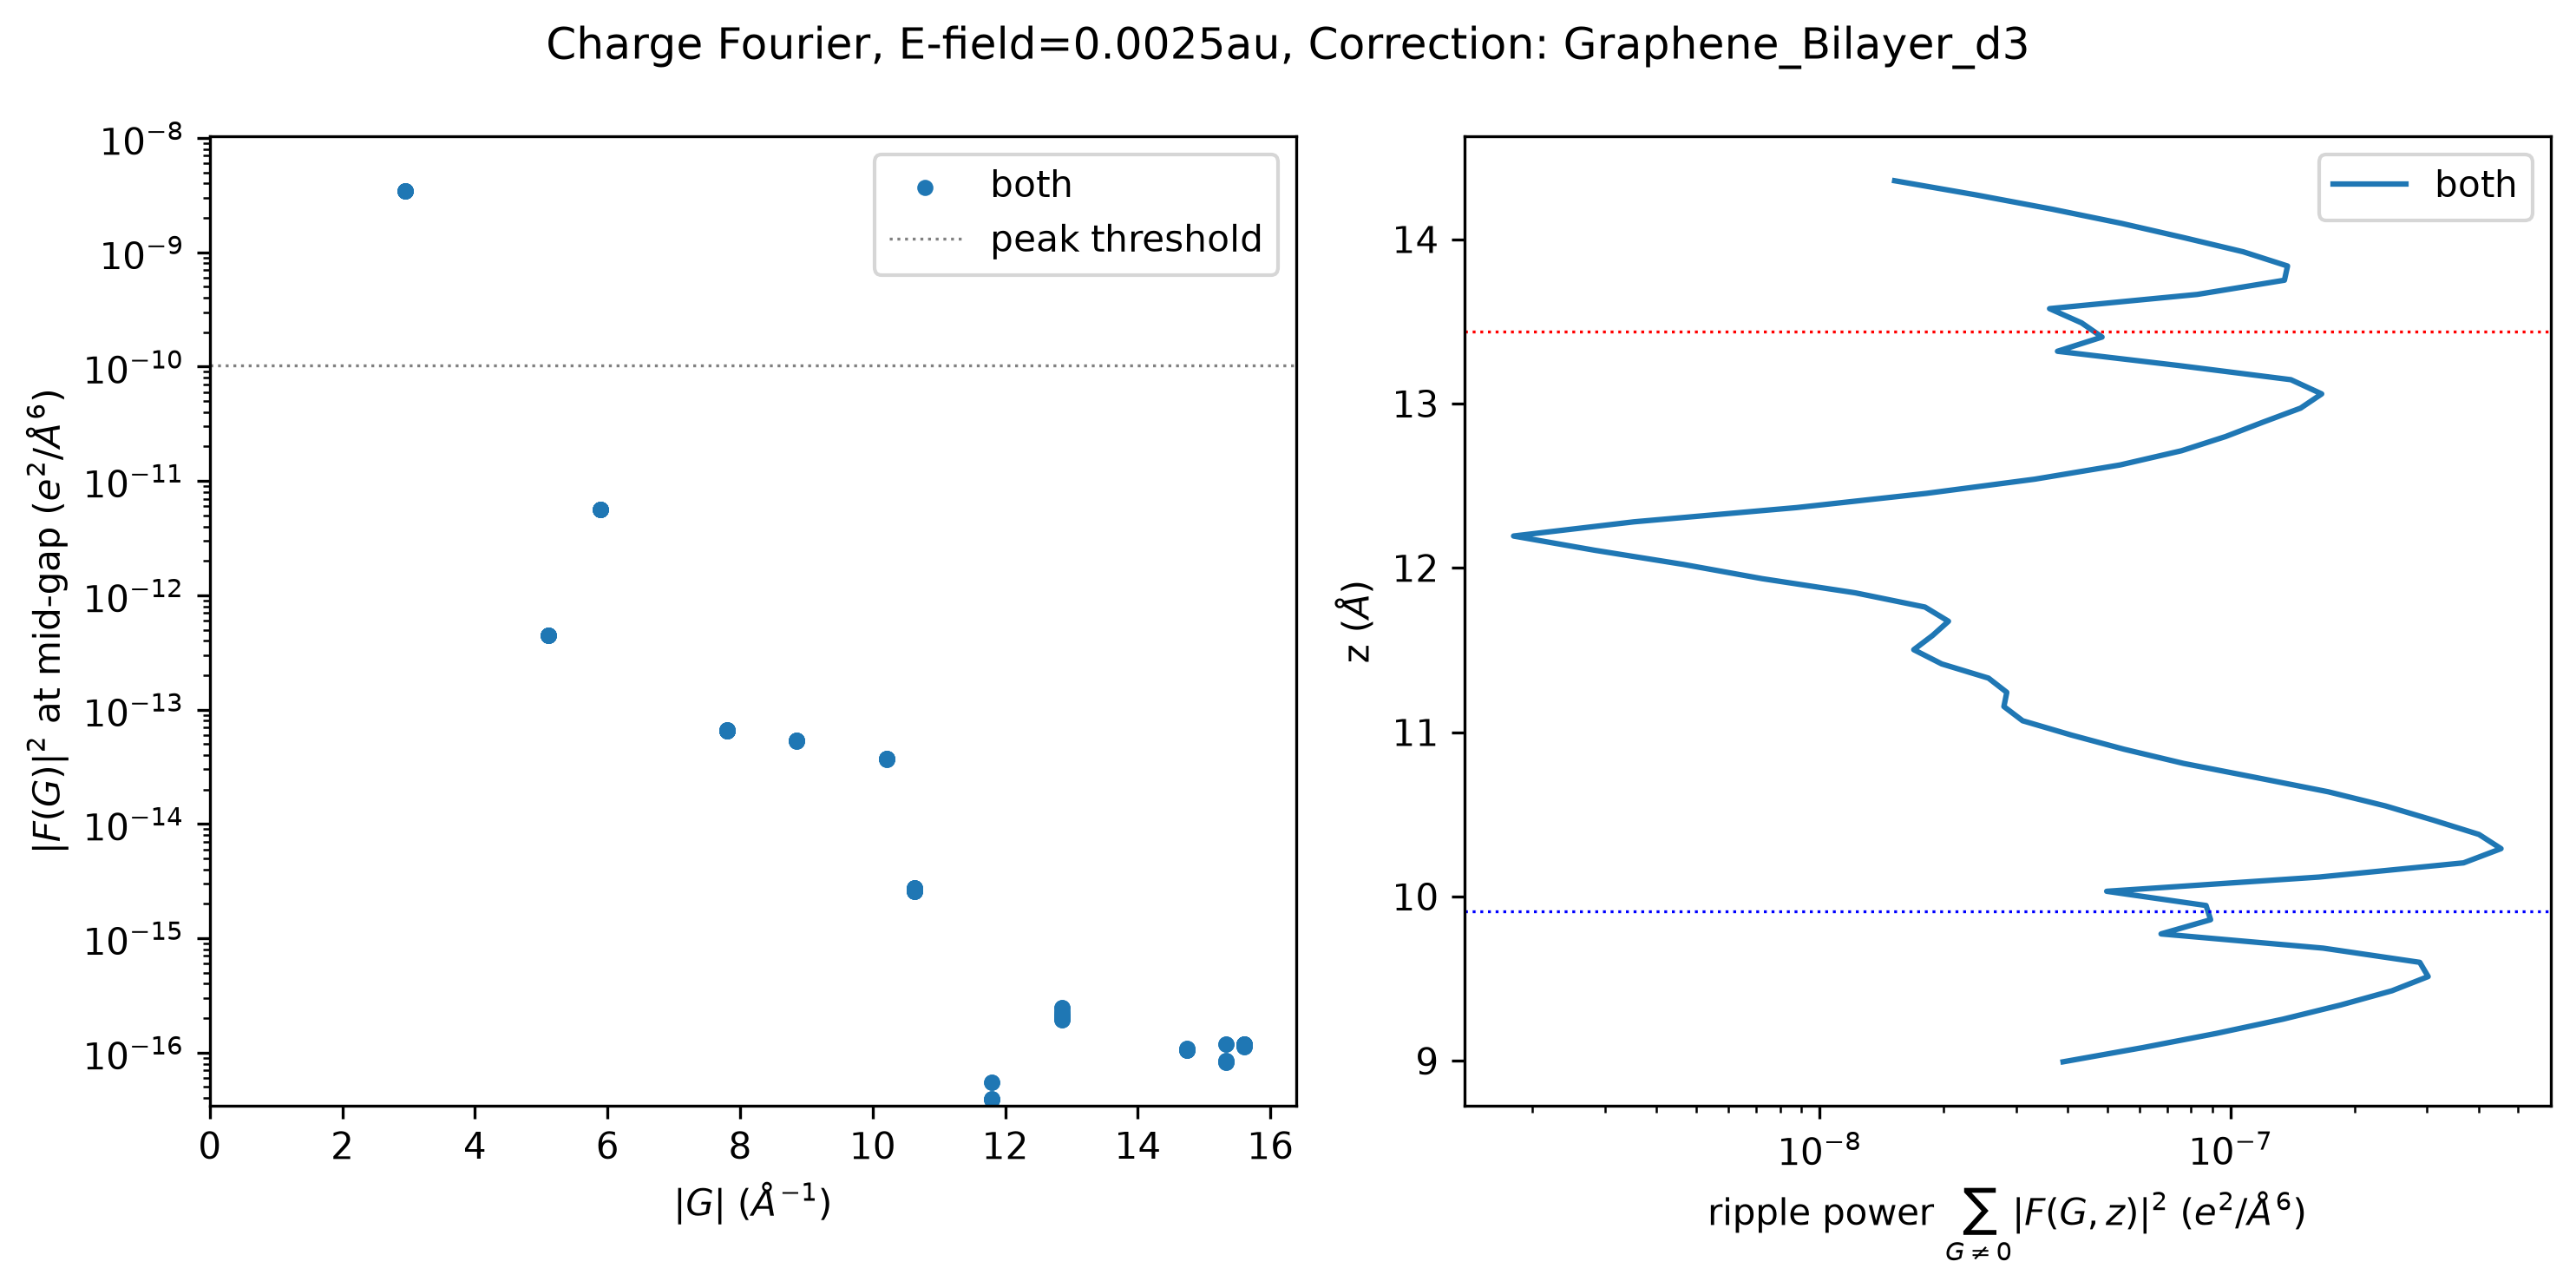 Charge Fourier, E-field=0.0025au, Correction: Graphene_Bilayer_d3
10⁻⁸
10⁻⁹
10⁻¹⁰
10⁻¹¹
10⁻¹²
10⁻¹³
10⁻¹⁴
10⁻¹⁵
10⁻¹⁶
|F(G)|² at mid-gap (e²/Å⁶)
both
peak threshold
0 2 4 6 8 10 12 14 16
|G| (Å⁻¹)
both
14
13
12
11
10
9
z (Å)
10⁻⁸ 10⁻⁷
ripple power ∑ |F(G, z)|² (e²/Å⁶)
G ≠ 0